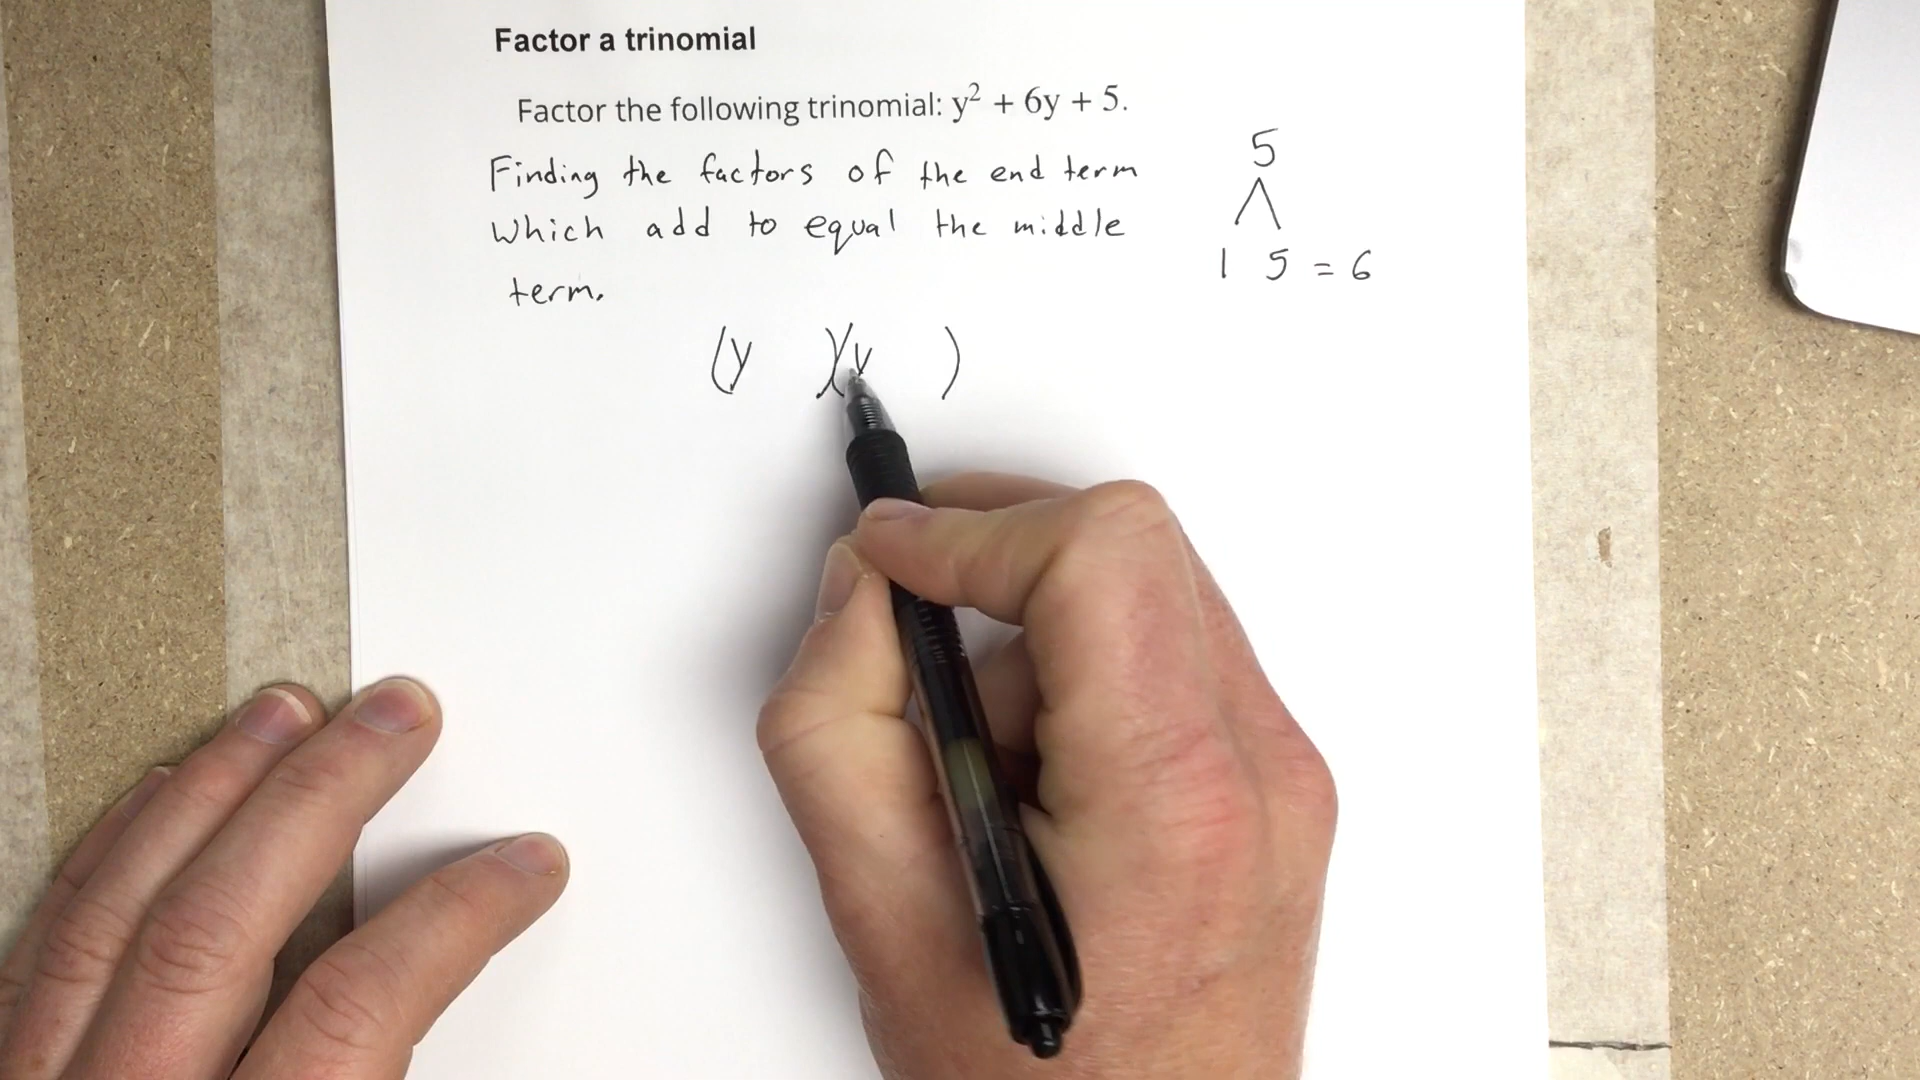 Factor a trinomial
Factor the following trinomial: y² + 6y + 5.
Finding the factors of the end term
which add to equal the middle
term.
5
1 5 = 6
(y )(y )